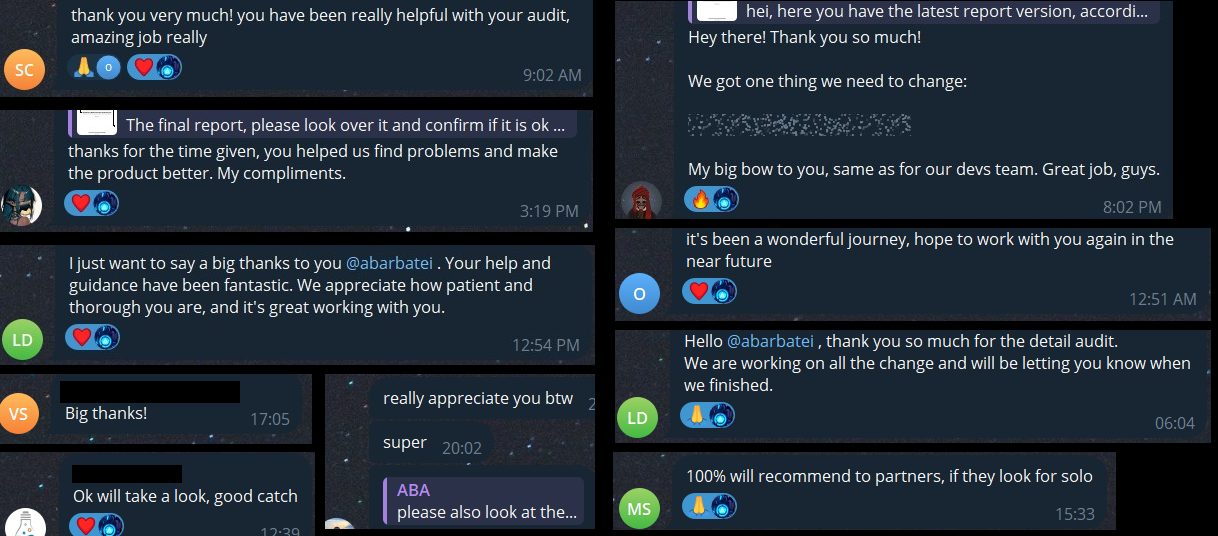 thank you very much! you have been really helpful with your audit,
amazing job really
SC
o
9:02 AM
The final report, please look over it and confirm if it is ok ...
thanks for the time given, you helped us find problems and make
the product better. My compliments.
3:19 PM
I just want to say a big thanks to you @abarbatei . Your help and
guidance have been fantastic. We appreciate how patient and
thorough you are, and it's great working with you.
LD
12:54 PM
VS
Big thanks!
17:05
Ok will take a look, good catch
12:39
really appreciate you btw
2
super
20:02
ABA
please also look at the...
hei, here you have the latest report version, accordi...
Hey there! Thank you so much!
We got one thing we need to change:
My big bow to you, same as for our devs team. Great job, guys.
8:02 PM
it's been a wonderful journey, hope to work with you again in the
near future
O
12:51 AM
Hello @abarbatei , thank you so much for the detail audit.
We are working on all the change and will be letting you know when
we finished.
LD
06:04
100% will recommend to partners, if they look for solo
MS
15:33